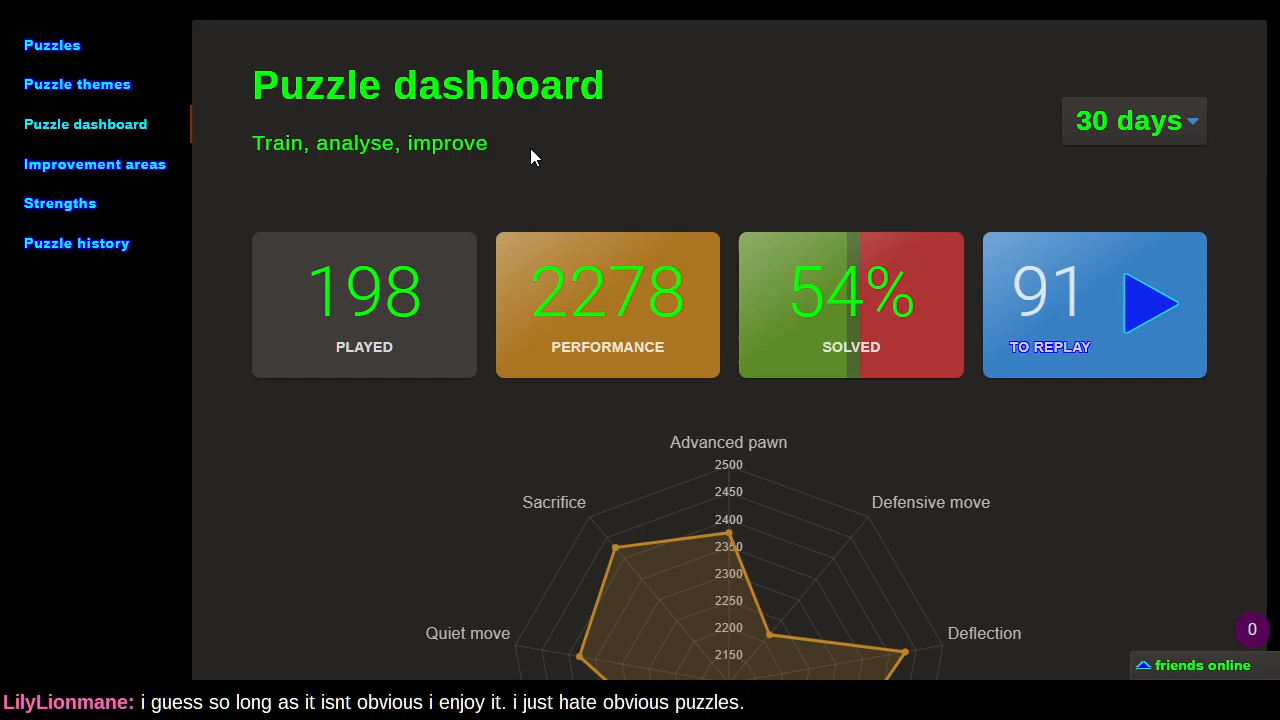 Puzzles
Puzzle themes
Puzzle dashboard
Improvement areas
Strengths
Puzzle history
Puzzle dashboard
Train, analyse, improve
30 days
198
PLAYED
2278
PERFORMANCE
54%
SOLVED
91
TO REPLAY
Advanced pawn
2500
2450
Sacrifice
Defensive move
2400
2350
2300
2250
2200
Quiet move
Deflection
2150
0
friends online
LilyLionmane: i guess so long as it isnt obvious i enjoy it. i just hate obvious puzzles.